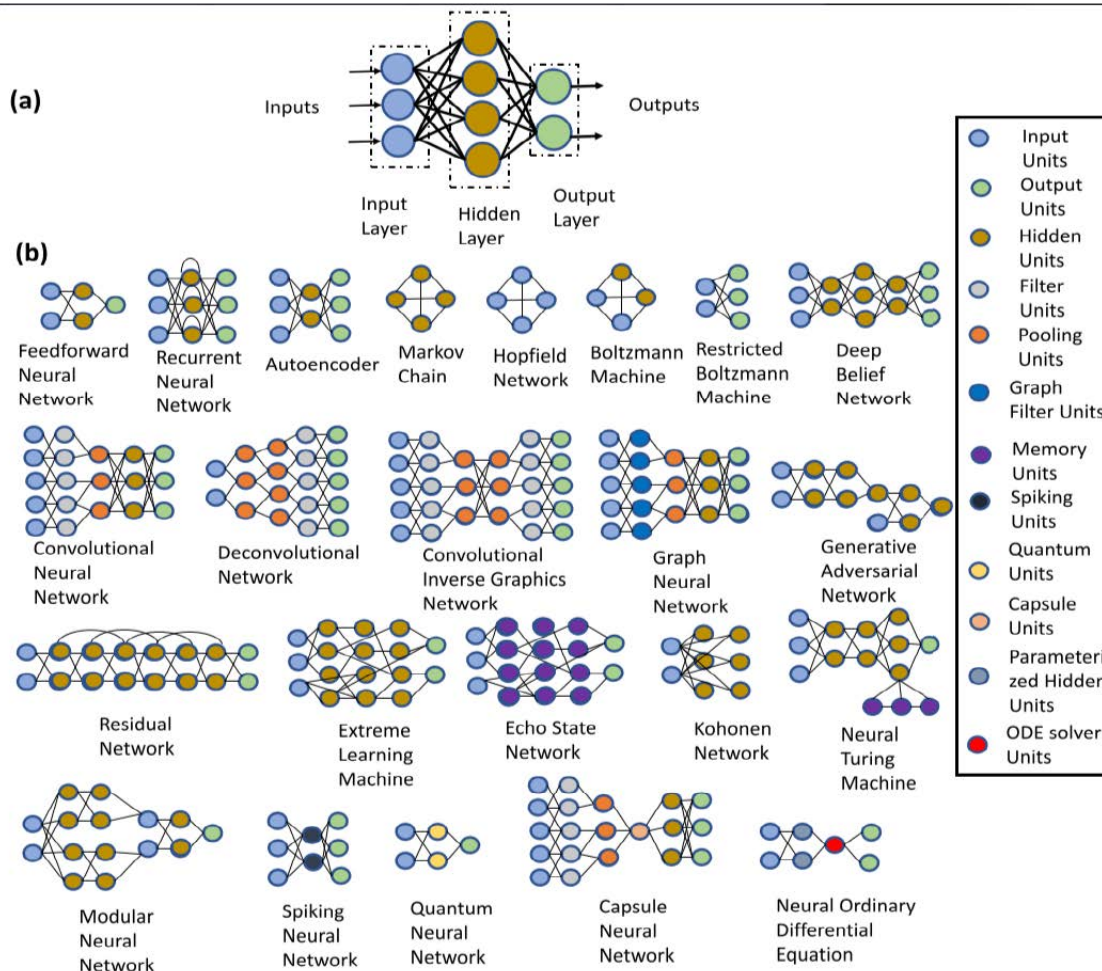 (a)
Inputs
Outputs
Input
Layer
Hidden
Layer
Output
Layer
(b)
Feedforward
Neural
Network
Recurrent
Neural
Network
Autoencoder
Markov
Chain
Hopfield
Network
Boltzmann
Machine
Restricted
Boltzmann
Machine
Deep
Belief
Network
Convolutional
Neural
Network
Deconvolutional
Network
Convolutional
Inverse Graphics
Network
Graph
Neural
Network
Generative
Adversarial
Network
Residual
Network
Extreme
Learning
Machine
Echo State
Network
Kohonen
Network
Neural
Turing
Machine
Modular
Neural
Network
Spiking
Neural
Network
Quantum
Neural
Network
Capsule
Neural
Network
Neural Ordinary
Differential
Equation
Input
Units
Output
Units
Hidden
Units
Filter
Units
Pooling
Units
Graph
Filter Units
Memory
Units
Spiking
Units
Quantum
Units
Capsule
Units
Parameteri
zed Hidden
Units
ODE solver
Units